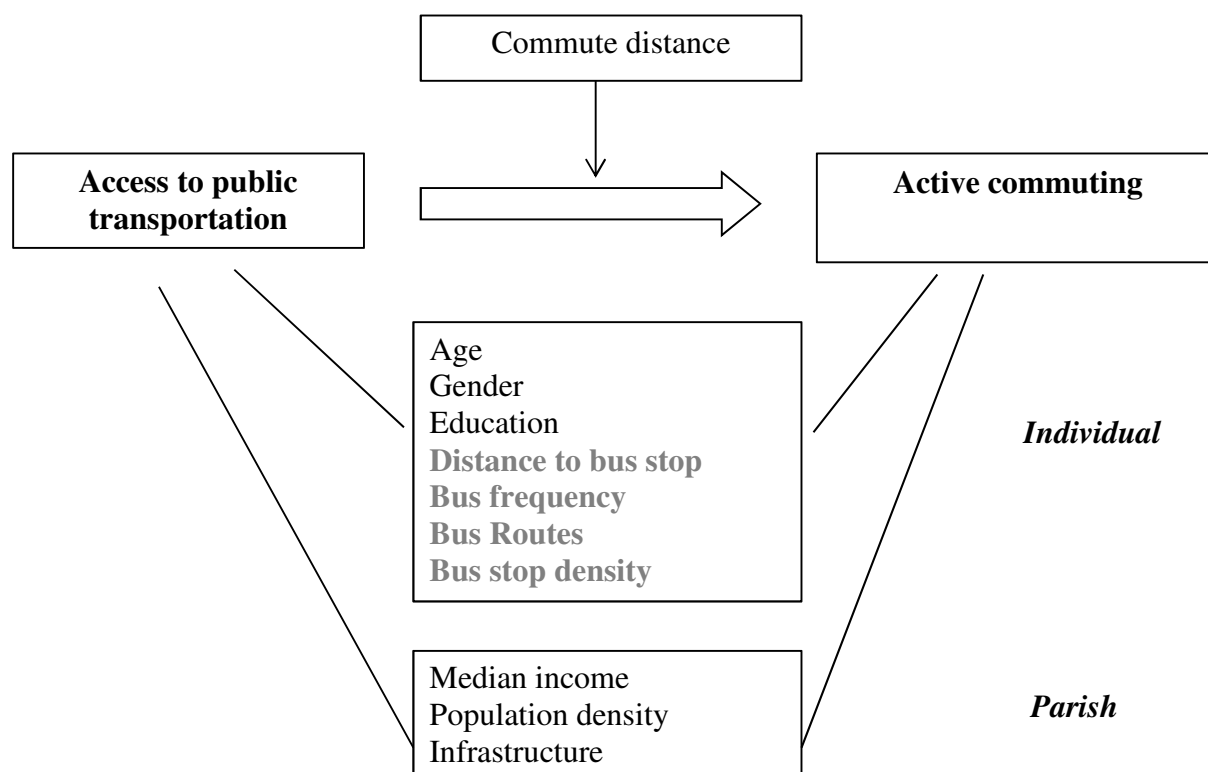 Commute distance
Access to public
transportation
Active commuting
Age
Gender
Education
Distance to bus stop
Bus frequency
Bus Routes
Bus stop density
Individual
Median income
Population density
Infrastructure
Parish